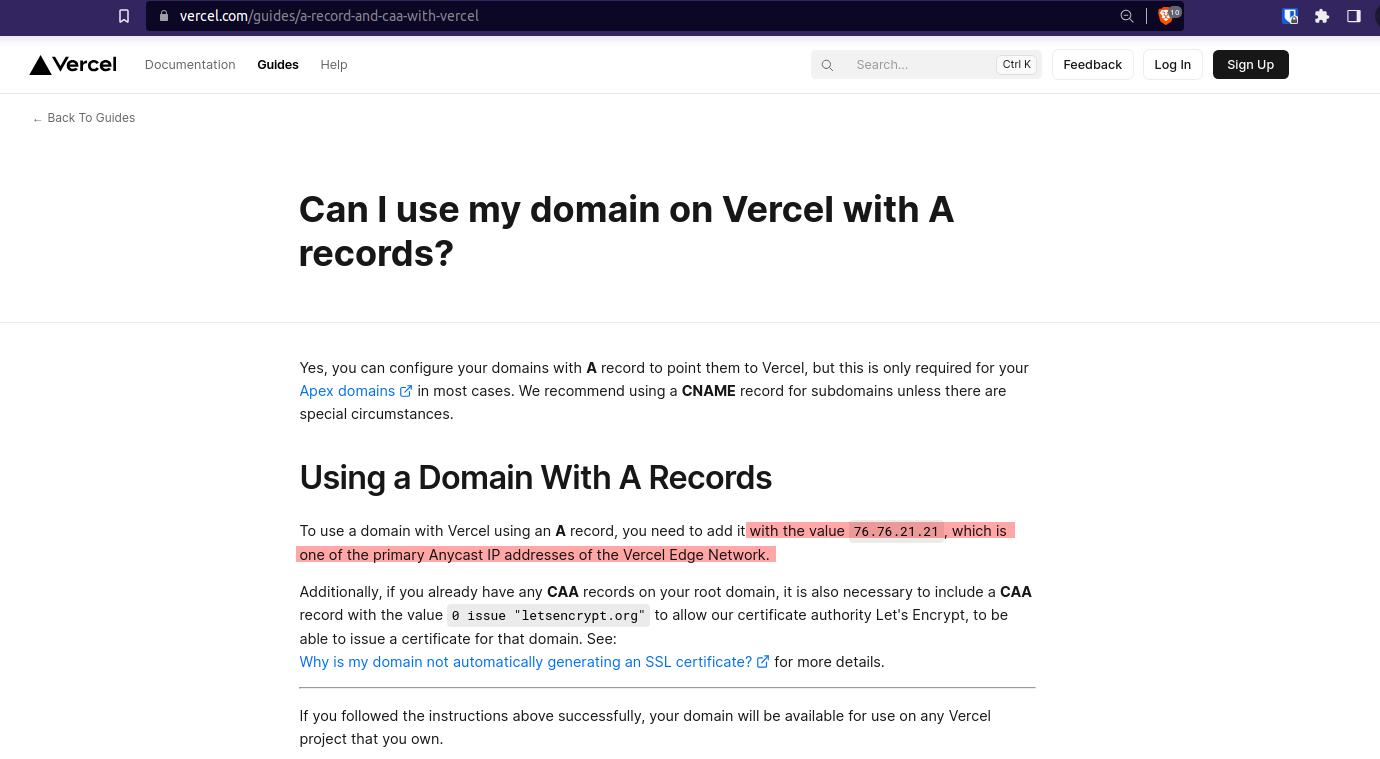 vercel.com/guides/a-record-and-caa-with-vercel
10
Vercel
Documentation
Guides
Help
Search...
Ctrl K
Feedback
Log In
Sign Up
← Back To Guides
Can I use my domain on Vercel with A
records?
Yes, you can configure your domains with A record to point them to Vercel, but this is only required for your
Apex domains in most cases. We recommend using a CNAME record for subdomains unless there are
special circumstances.
Using a Domain With A Records
To use a domain with Vercel using an A record, you need to add it with the value 76.76.21.21, which is
one of the primary Anycast IP addresses of the Vercel Edge Network.
Additionally, if you already have any CAA records on your root domain, it is also necessary to include a CAA
record with the value 0 issue "letsencrypt.org" to allow our certificate authority Let's Encrypt, to be
able to issue a certificate for that domain. See:
Why is my domain not automatically generating an SSL certificate? for more details.
If you followed the instructions above successfully, your domain will be available for use on any Vercel
project that you own.